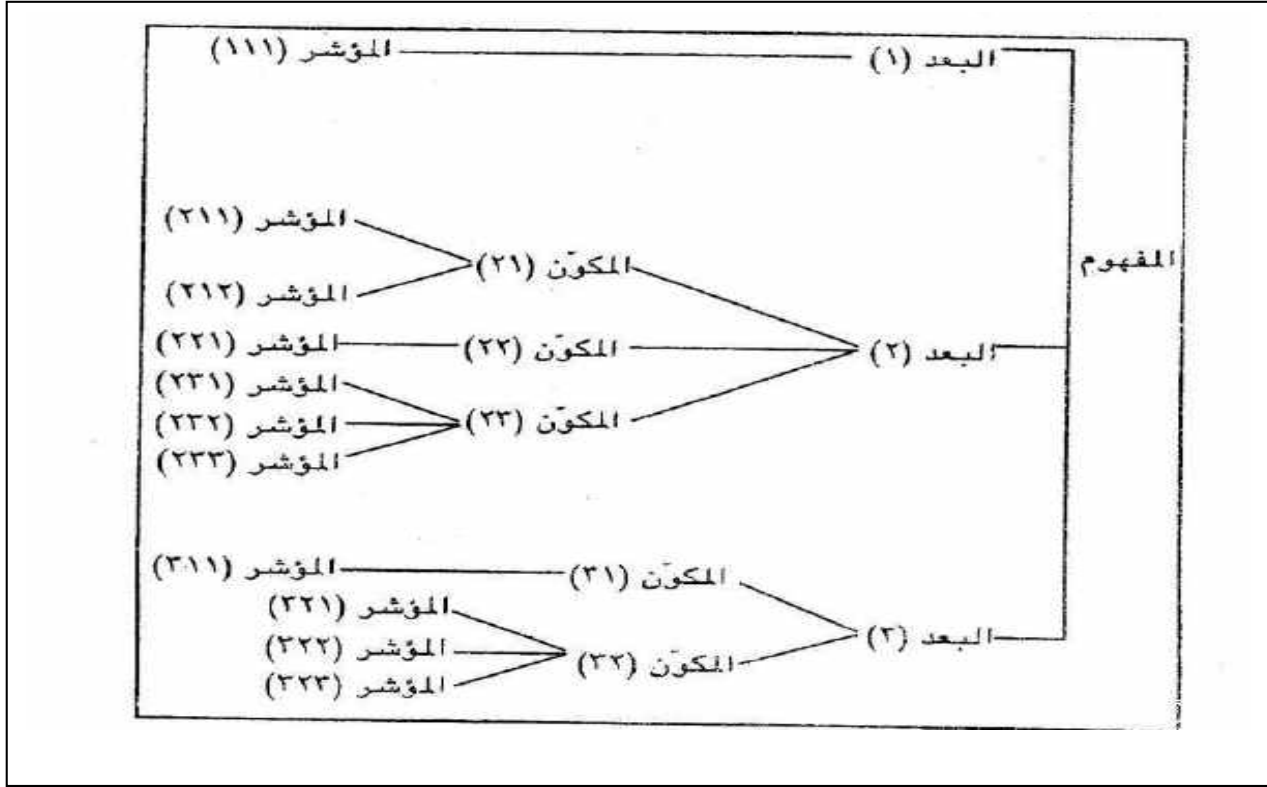 البعد (١) المؤشر (١١١)
المؤشر (٢١١)
المفهوم المكوّن (٢١)
المؤشر (٢١٢)
البعد (٢) المكوّن (٢٢) المؤشر (٢٢١)
المؤشر (٢٣١)
المكوّن (٢٣) المؤشر (٢٣٢)
المؤشر (٢٣٣)
المكوّن (٣١) المؤشر (٣١١)
المؤشر (٣٢١)
البعد (٣) المؤشر (٣٢٢)
المكوّن (٣٢)
المؤشر (٣٢٣)